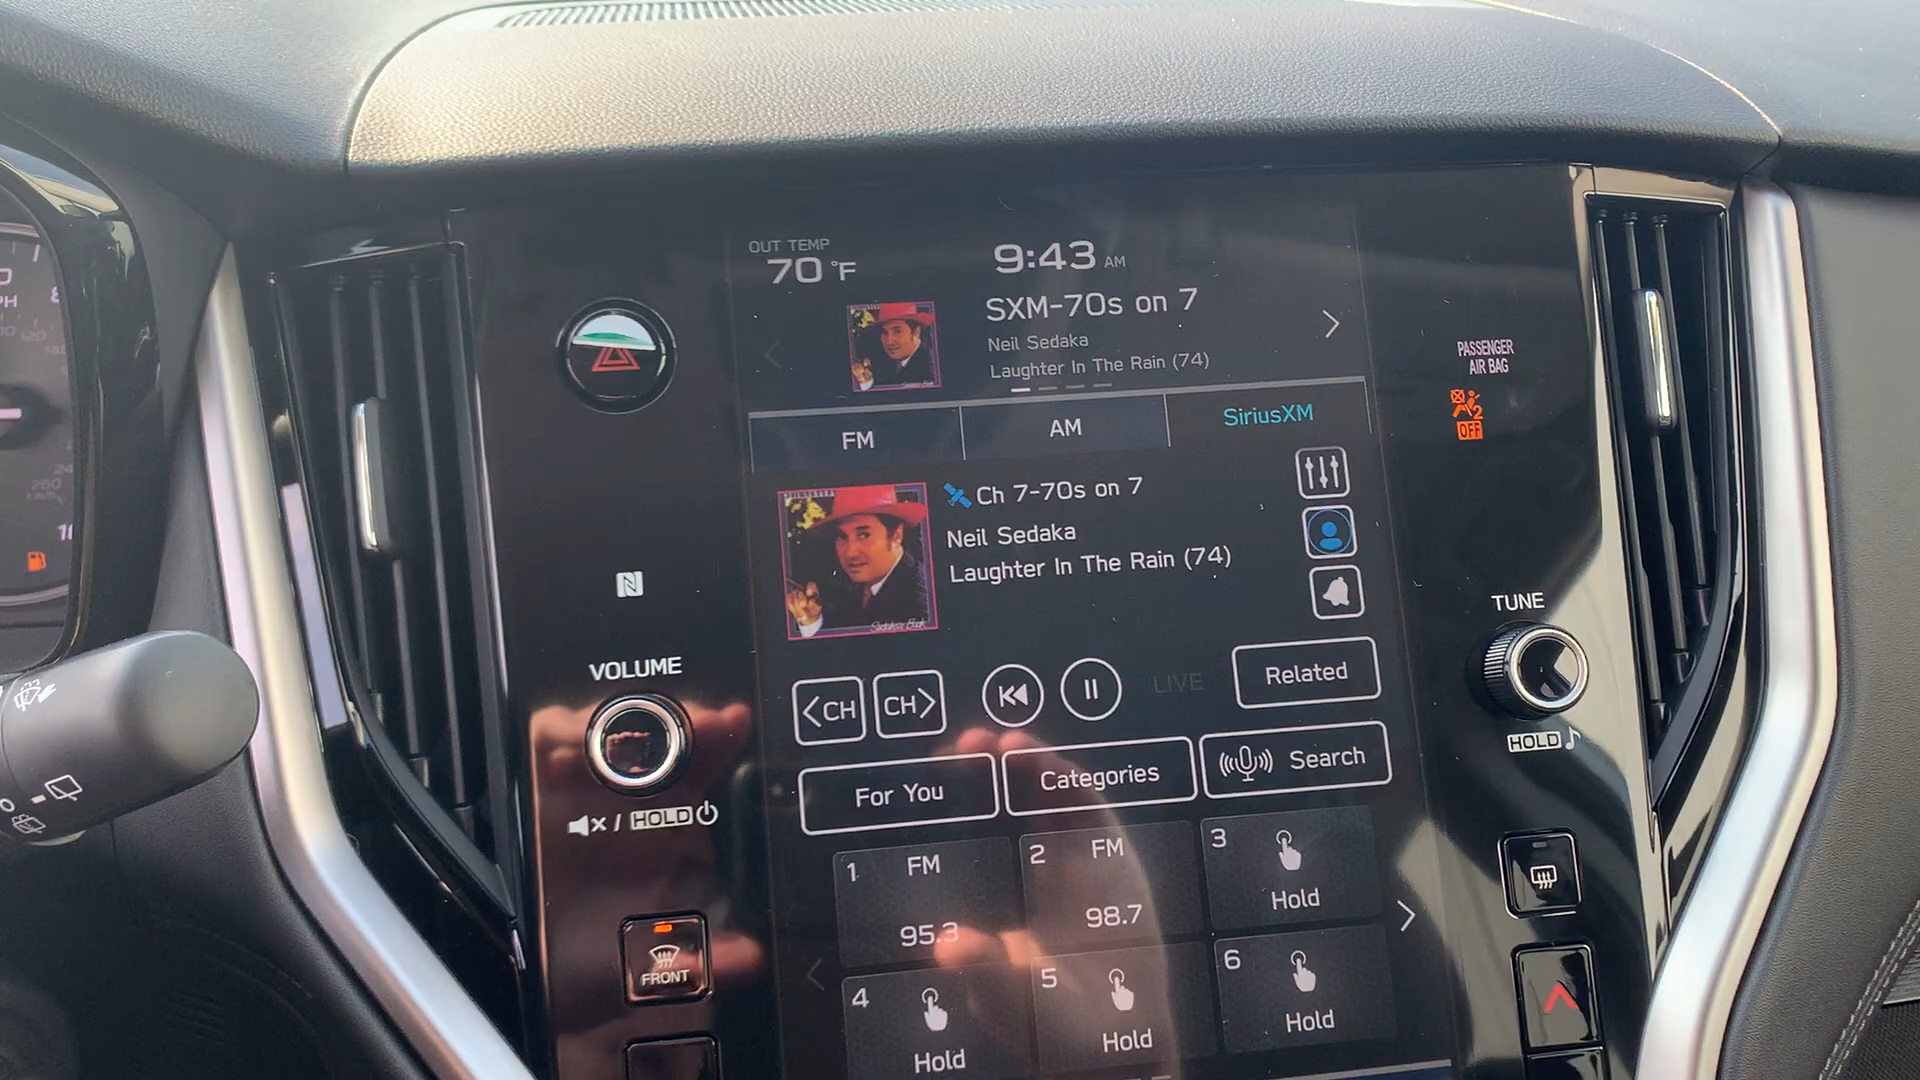 OUT TEMP
70 °F
9:43 AM
SXM-70s on 7
Neil Sedaka
Laughter In The Rain (74)
FM
AM
SiriusXM
Ch 7-70s on 7
Neil Sedaka
Laughter In The Rain (74)
<CH
CH>
LIVE
Related
For You
Categories
Search
1 FM
95.3
2 FM
98.7
3
Hold
4
Hold
5
Hold
6
Hold
PASSENGER
AIR BAG
2
OFF
VOLUME
/ HOLD
FRONT
TUNE
HOLD